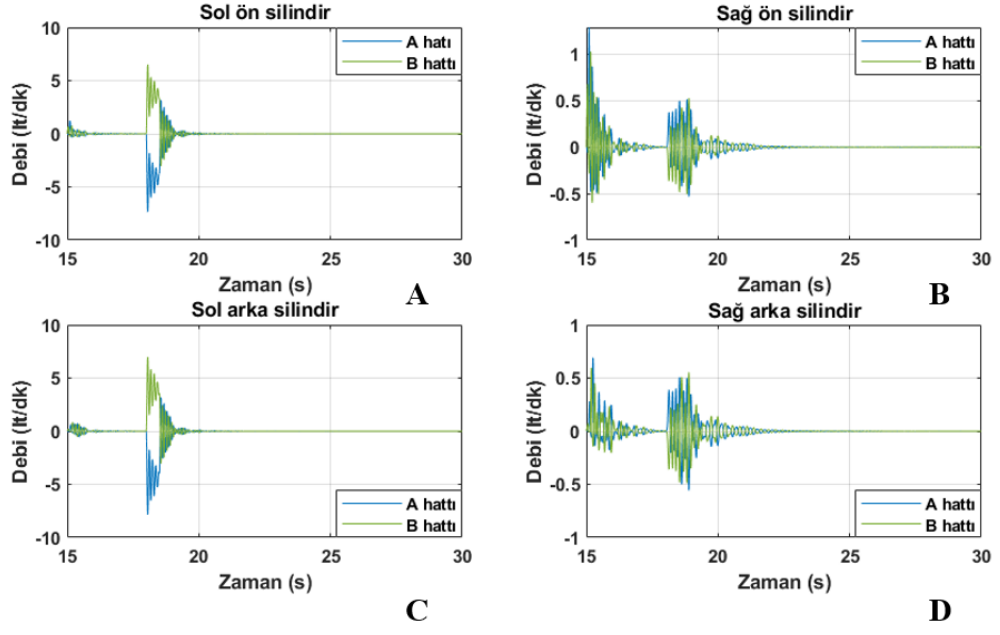 Sol ön silindir
10
5
0
-5
-10
Debi (lt/dk)
A hatı
B hattı
15
20
25
30
Zaman (s)
A
Sağ ön silindir
1
0.5
0
-0.5
-1
Debi (lt/dk)
A hattı
B hattı
15
20
25
30
Zaman (s)
B
Sol arka silindir
10
5
0
-5
-10
Debi (lt/dk)
A hattı
B hattı
15
20
25
30
Zaman (s)
C
Sağ arka silindir
1
0.5
0
-0.5
-1
Debi (lt/dk)
A hattı
B hattı
15
20
25
30
Zaman (s)
D